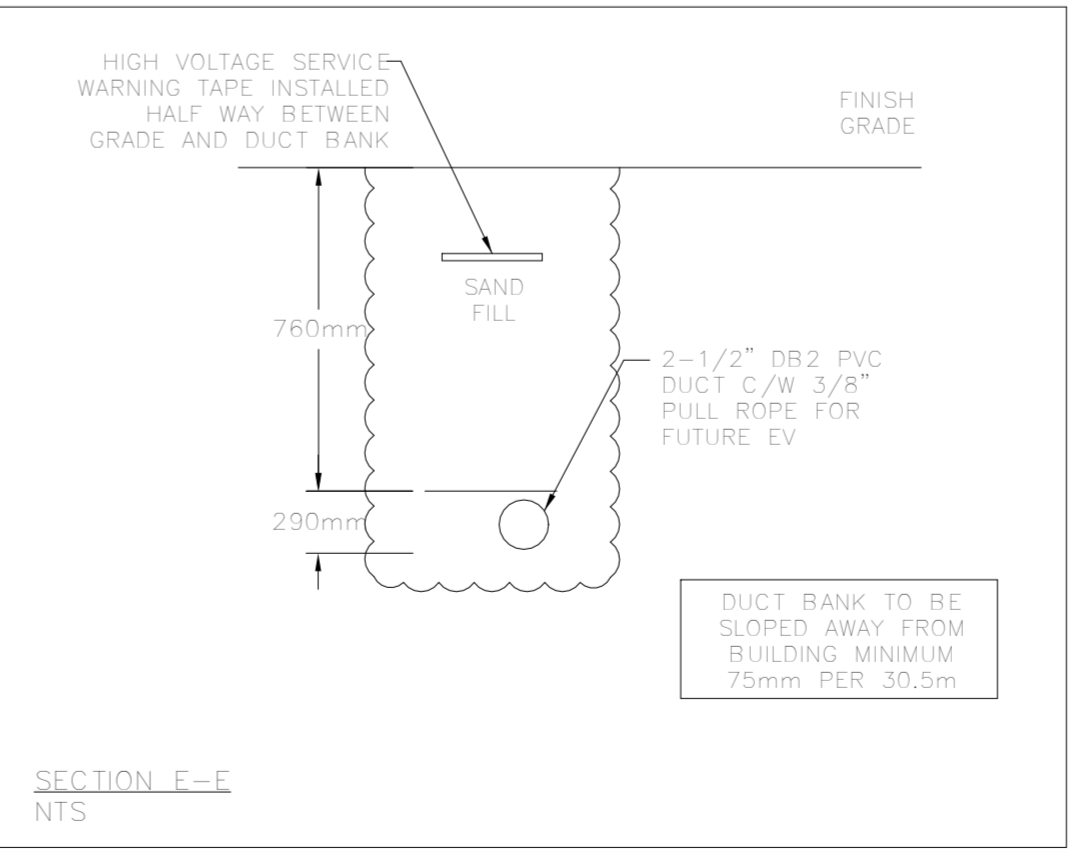 HIGH VOLTAGE SERVICE
WARNING TAPE INSTALLED
HALF WAY BETWEEN
GRADE AND DUCT BANK
FINISH
GRADE
SAND
FILL
760mm
2-1/2" DB2 PVC
DUCT C/W 3/8"
PULL ROPE FOR
FUTURE EV
290mm
DUCT BANK TO BE
SLOPED AWAY FROM
BUILDING MINIMUM
75mm PER 30.5m
SECTION E-E
NTS